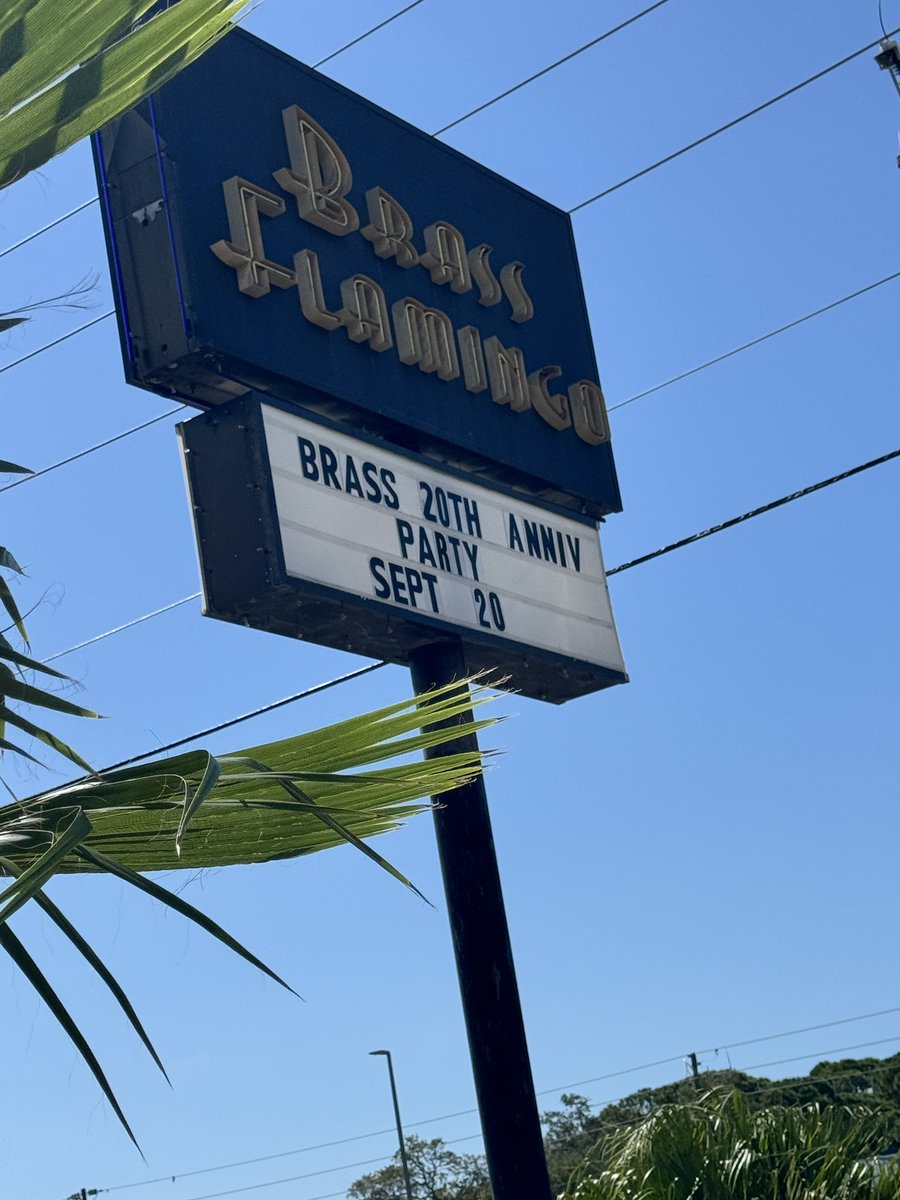 BRASS
FLAMINGO
BRASS 20TH ANNIV
PARTY
SEPT 20